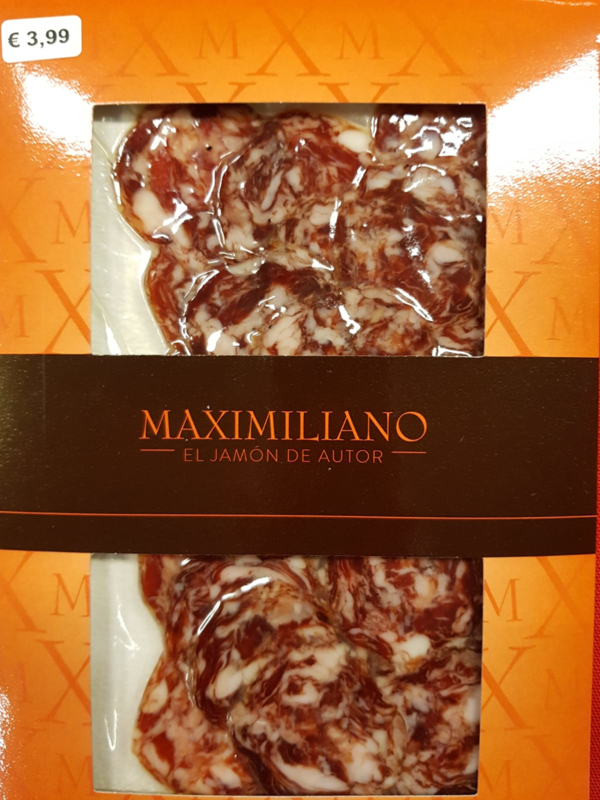 € 3,99
MAXIMILIANO
EL JAMÓN DE AUTOR